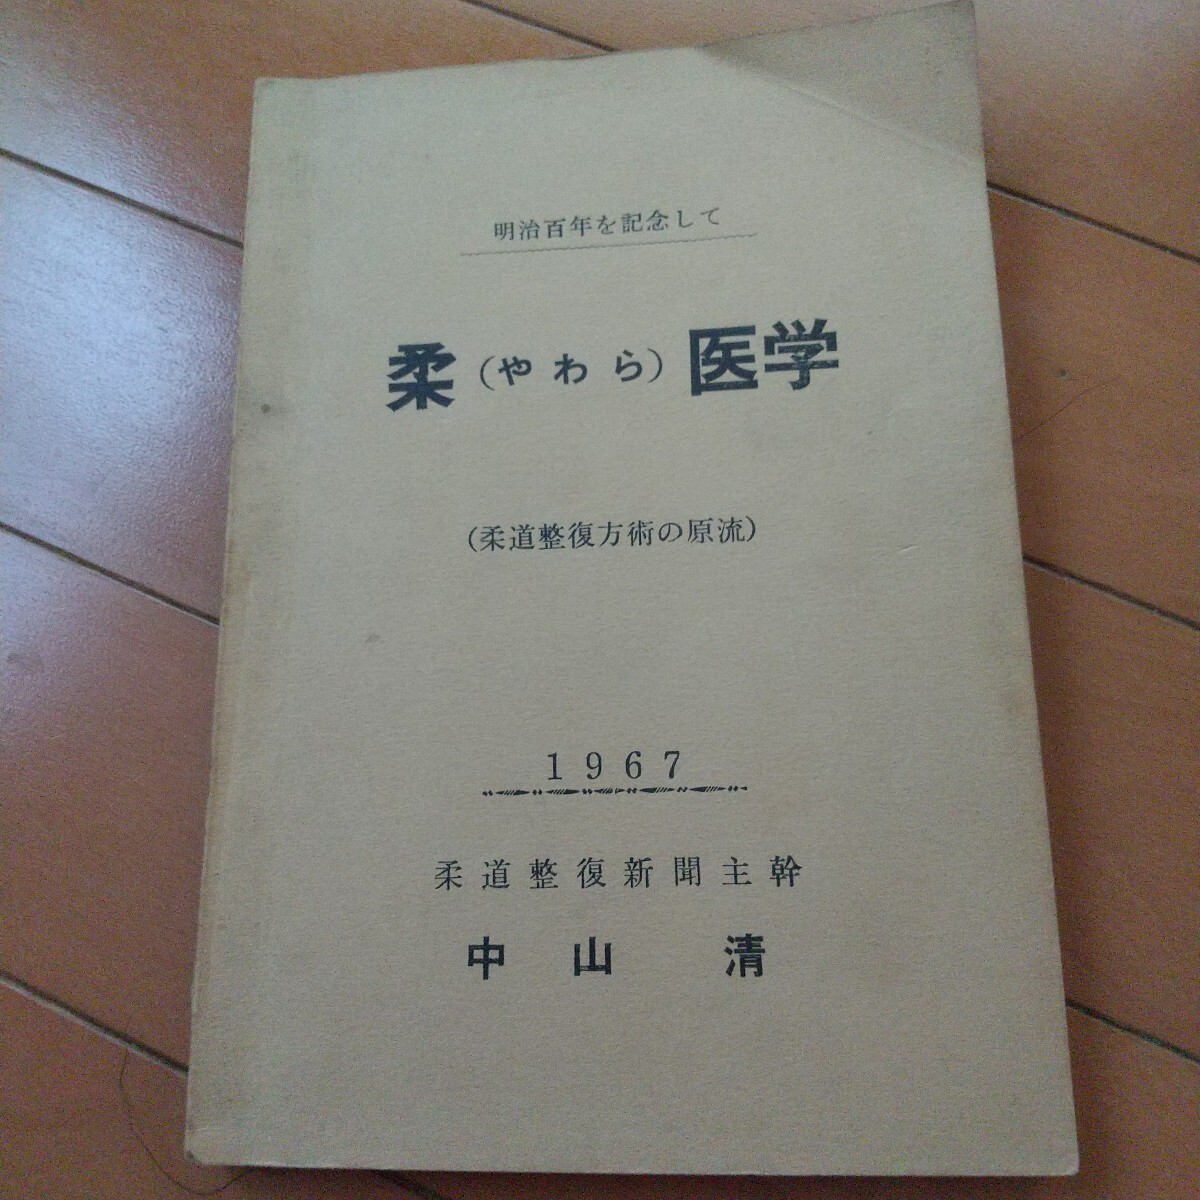 明治百年を記念して
柔(やわら)医学
(柔道整復方術の原流)
1967
柔道整復新聞主幹
中山 清